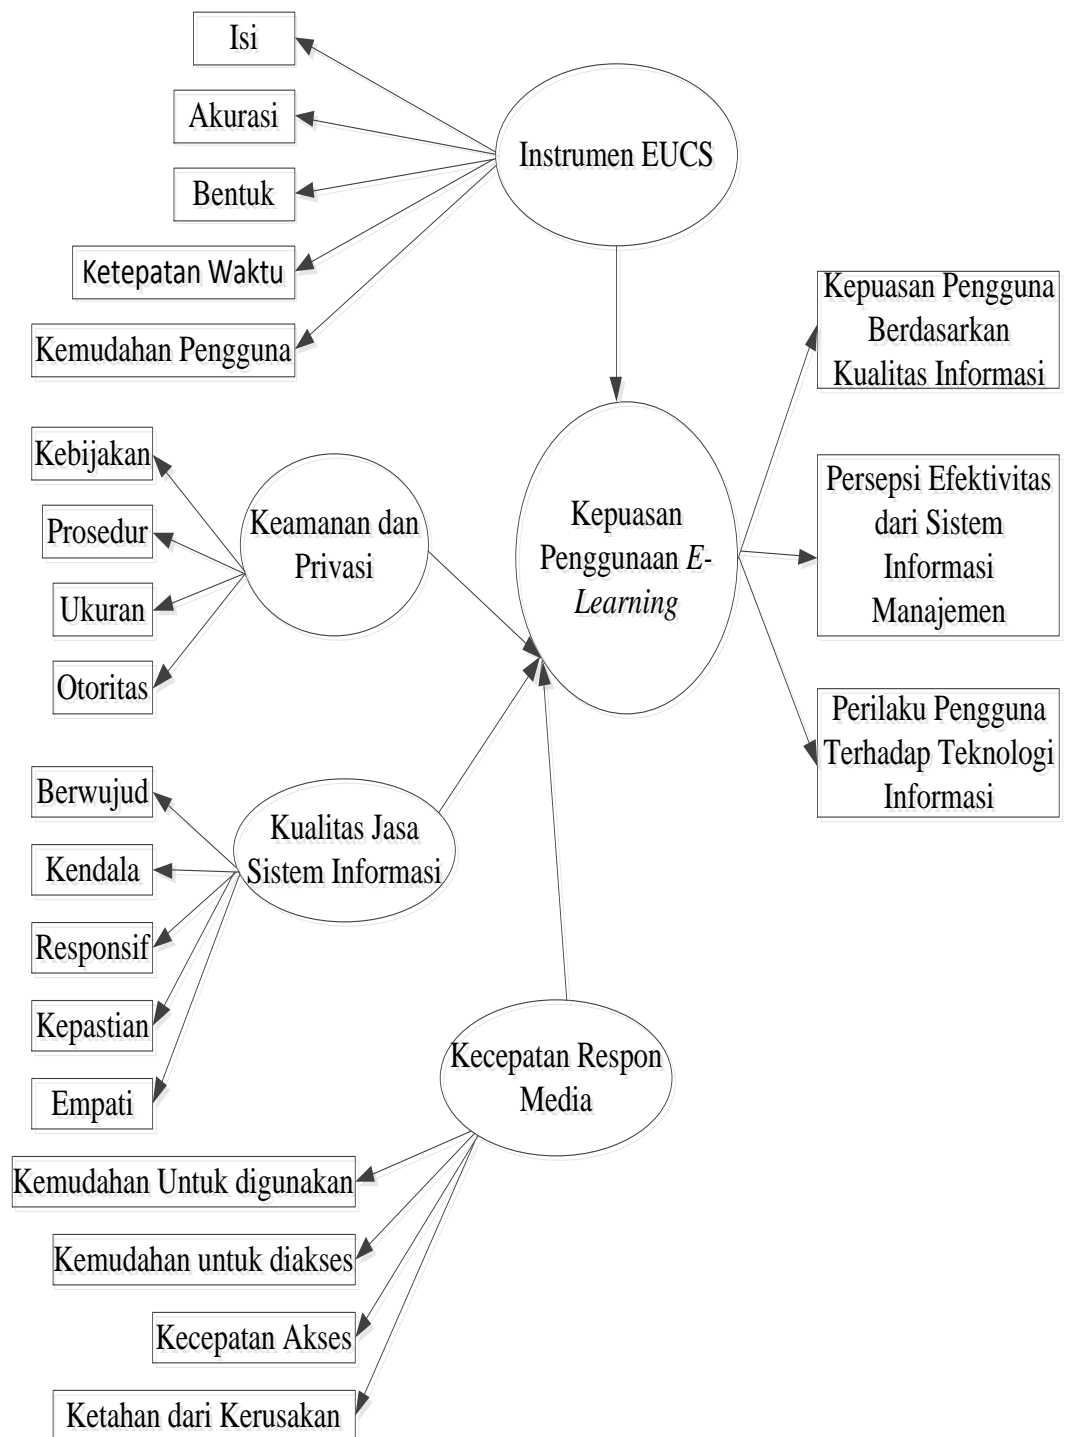 Isi
Akurasi
Bentuk
Ketepatan Waktu
Kemudahan Pengguna
Instrumen EUCS
Kepuasan Pengguna
Berdasarkan
Kualitas Informasi
Kebijakan
Prosedur
Ukuran
Otoritas
Keamanan dan
Privasi
Kepuasan
Penggunaan E-
Learning
Persepsi Efektivitas
dari Sistem
Informasi
Manajemen
Perilaku Pengguna
Terhadap Teknologi
Informasi
Berwujud
Kendala
Responsif
Kepastian
Empati
Kualitas Jasa
Sistem Informasi
Kecepatan Respon
Media
Kemudahan Untuk digunakan
Kemudahan untuk diakses
Kecepatan Akses
Ketahan dari Kerusakan